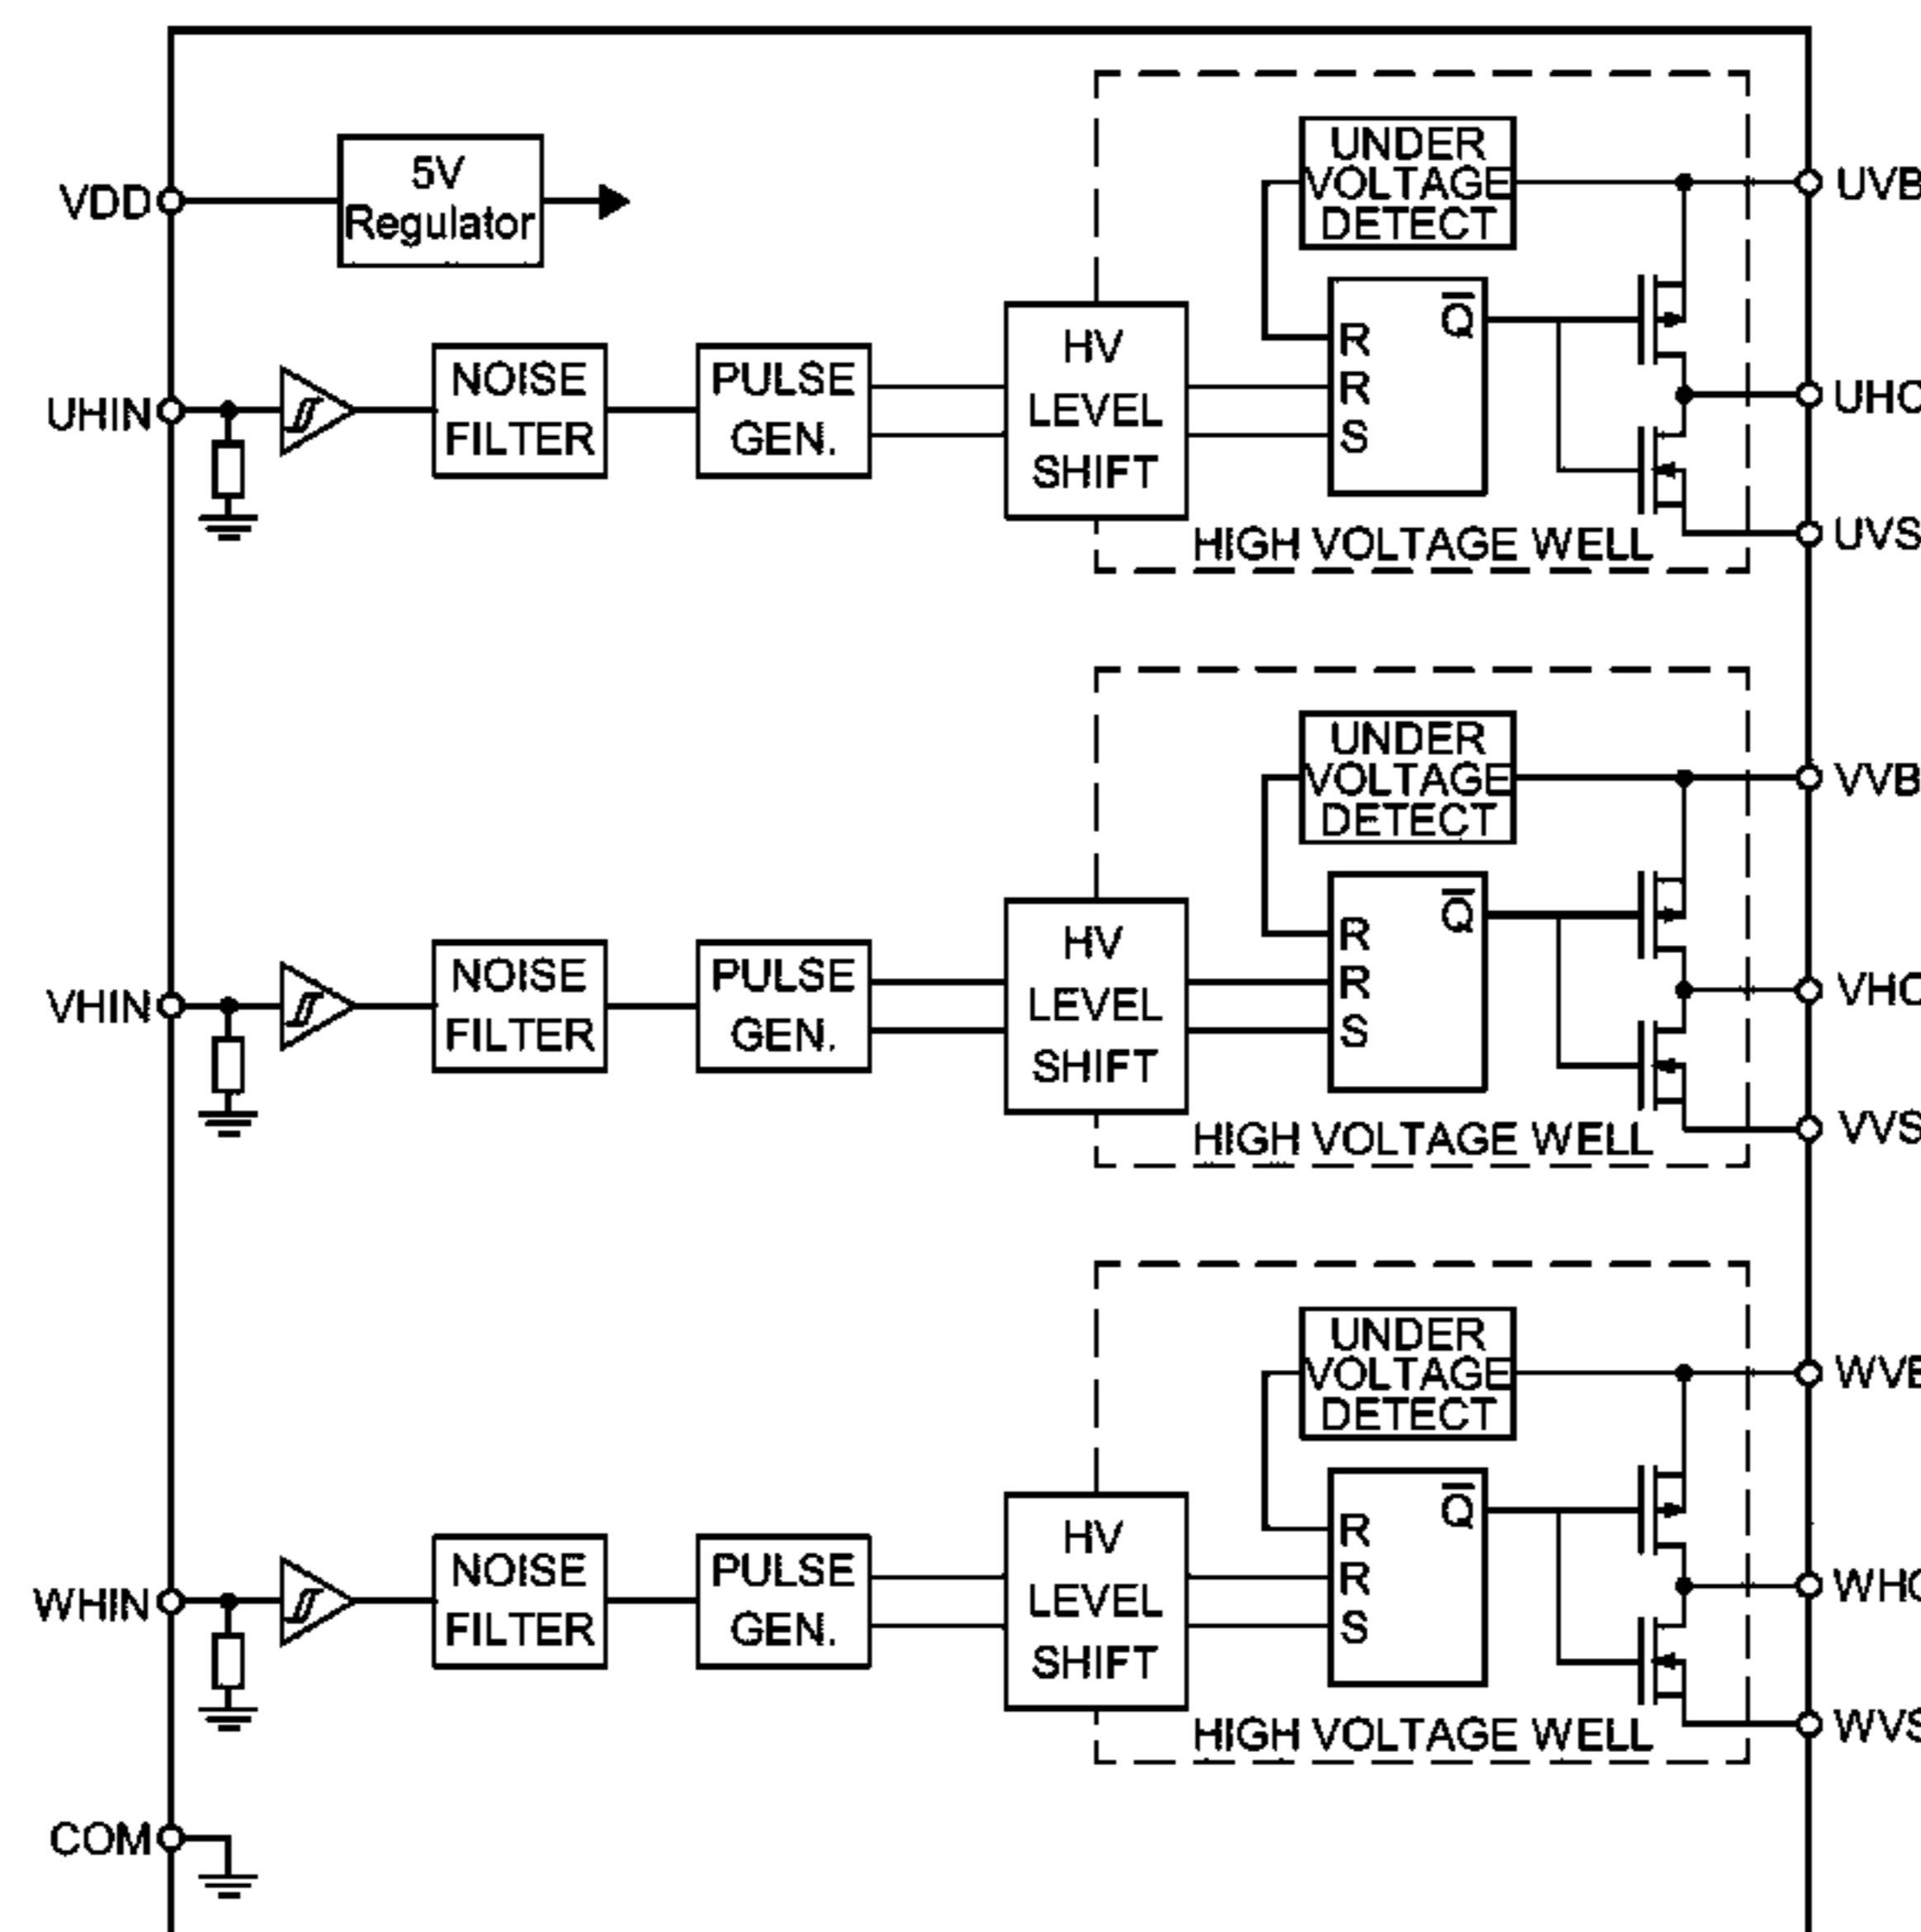 VDD
5V
Regulator
UNDER
VOLTAGE
DETECT
UVB
UHIN
NOISE
FILTER
PULSE
GEN.
HV
LEVEL
SHIFT
R
R
S
Q̅
HIGH VOLTAGE WELL
UVS
UNDER
VOLTAGE
DETECT
VVB
VHIN
NOISE
FILTER
PULSE
GEN.
HV
LEVEL
SHIFT
R
R
S
Q̅
HIGH VOLTAGE WELL
VVS
UNDER
VOLTAGE
DETECT
WHIN
NOISE
FILTER
PULSE
GEN.
HV
LEVEL
SHIFT
R
R
S
Q̅
HIGH VOLTAGE WELL
WVS
COM